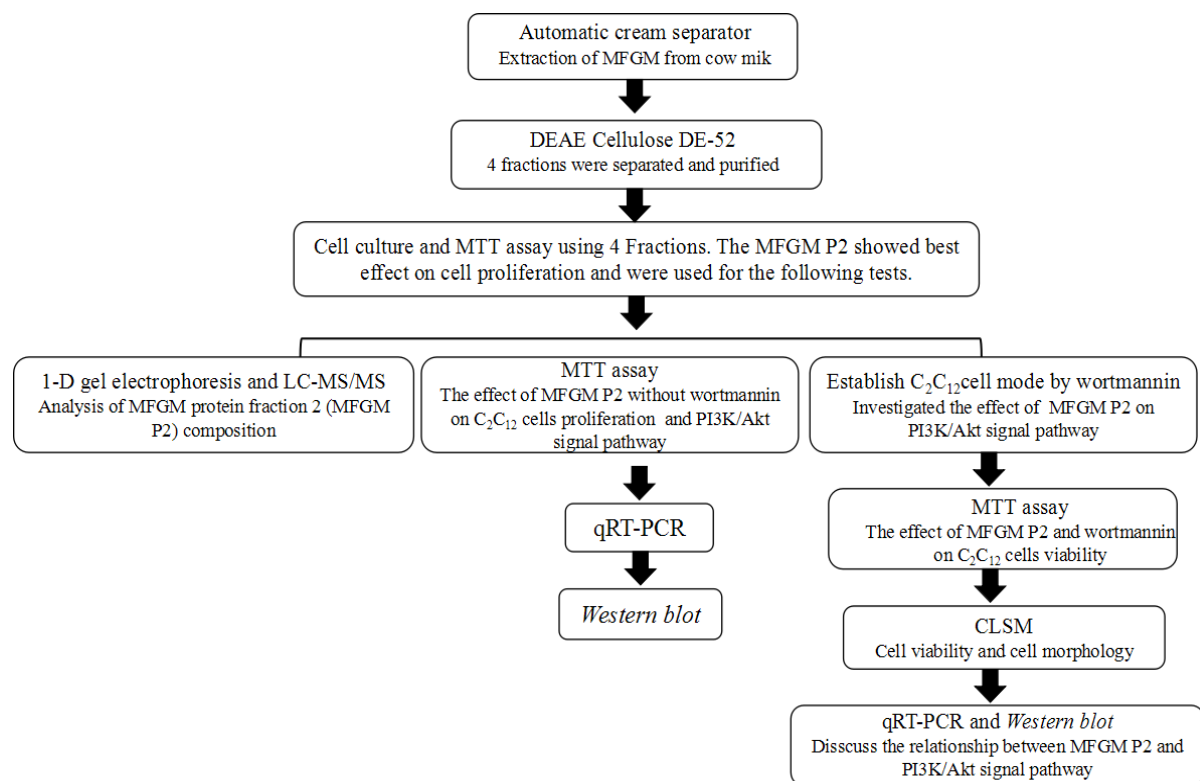 Automatic cream separator
Extraction of MFGM from cow mik
DEAE Cellulose DE-52
4 fractions were separated and purified
Cell culture and MTT assay using 4 Fractions. The MFGM P2 showed best
effect on cell proliferation and were used for the following tests.
1-D gel electrophoresis and LC-MS/MS
Analysis of MFGM protein fraction 2 (MFGM
P2) composition
MTT assay
The effect of MFGM P2 without wortmannin
on C₂C₁₂ cells proliferation and PI3K/Akt
signal pathway
qRT-PCR
Western blot
Establish C₂C₁₂cell mode by wortmannin
Investigated the effect of MFGM P2 on
PI3K/Akt signal pathway
MTT assay
The effect of MFGM P2 and wortmannin
on C₂C₁₂ cells viability
CLSM
Cell viability and cell morphology
qRT-PCR and Western blot
Disscuss the relationship between MFGM P2 and
PI3K/Akt signal pathway